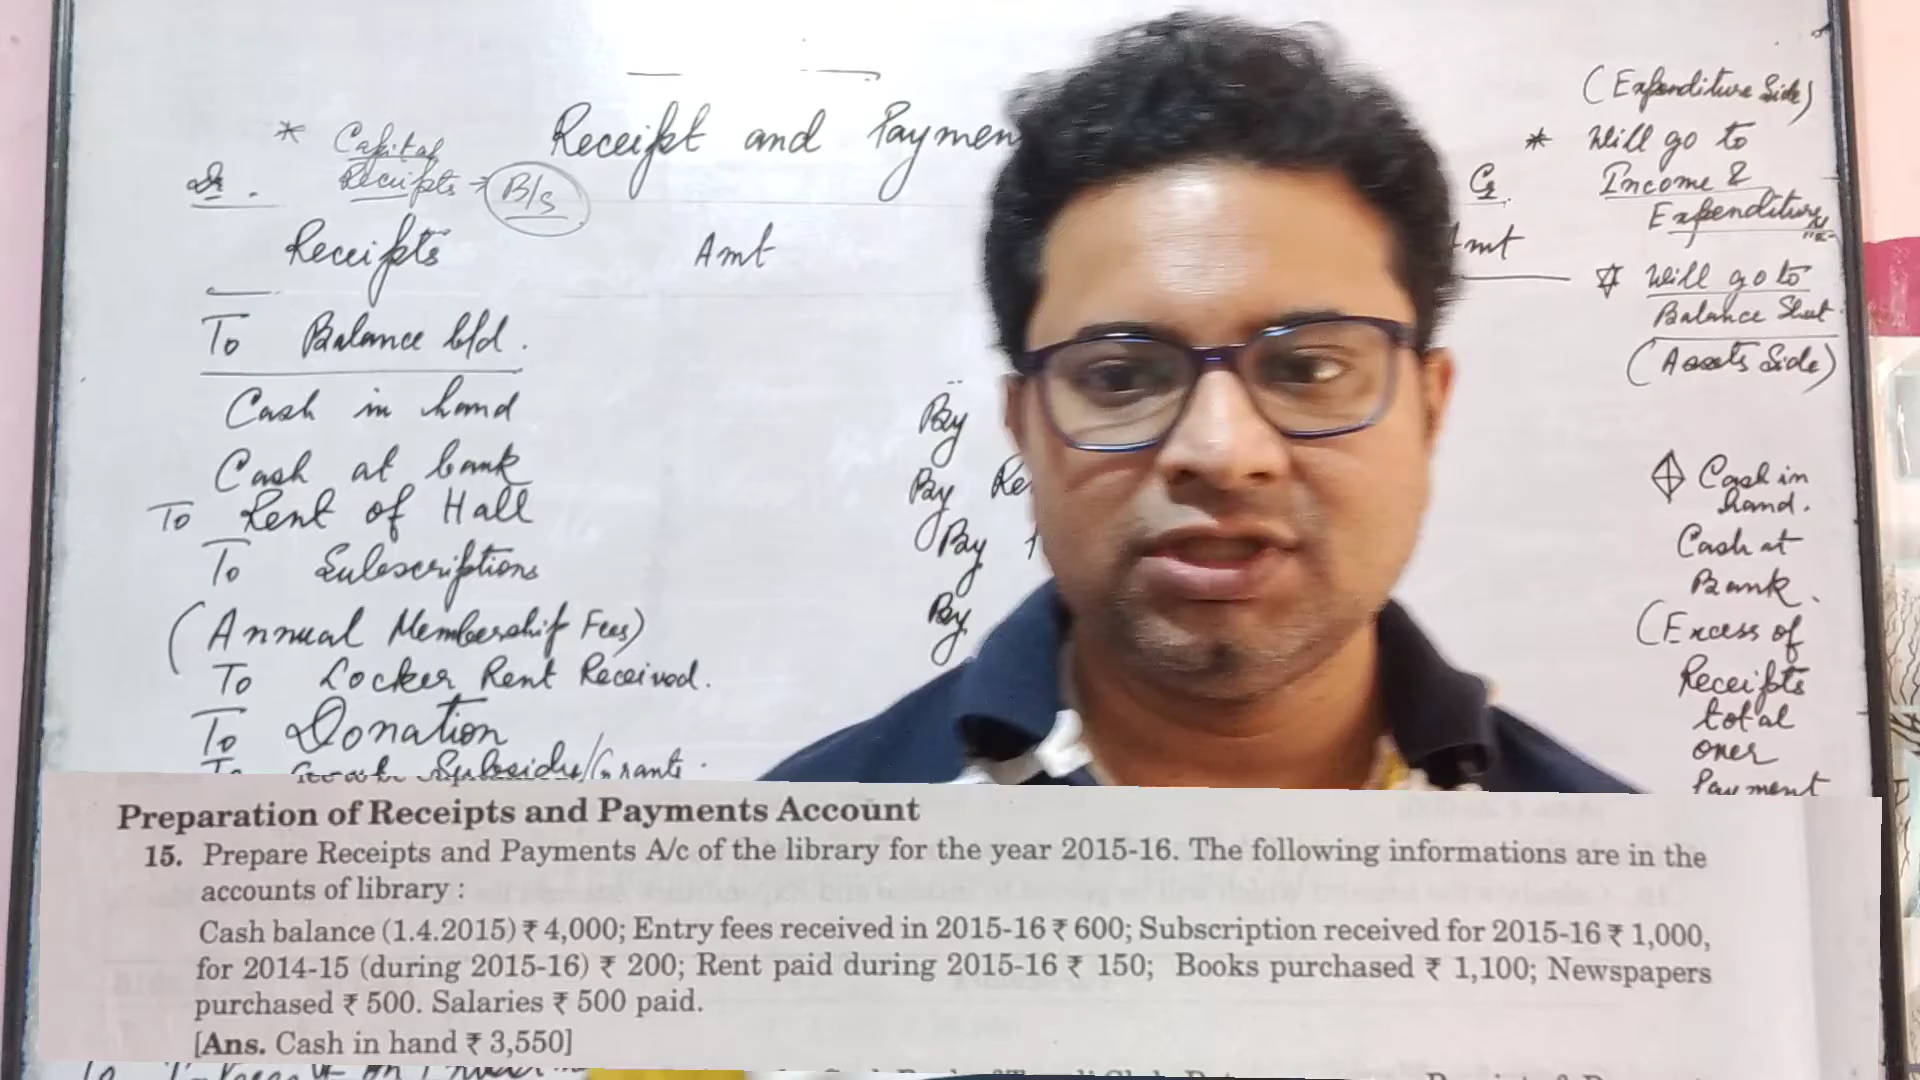 * Capital
Receipts → B/S
Receipt and Paymen
Dr.
Receipts
Amt
To Balance b/d.
Cash in hand
Cash at bank
To Rent of Hall
To Subscriptions
(Annual Membership Fees)
To Locker Rent Received.
To Donation
Subsidy/Grants
By
By Re
By
By
Cr.
Amt
(Expenditure Side)
* Will go to
Income &
Expenditure
☆ Will go to
Balance Sheet
(Assets Side)
Cash in
hand.
Cash at
Bank.
(Excess of
Receipts
total
over
Payment
Preparation of Receipts and Payments Account
15. Prepare Receipts and Payments A/c of the library for the year 2015-16. The following informations are in the
accounts of library :
Cash balance (1.4.2015) ₹ 4,000; Entry fees received in 2015-16 ₹ 600; Subscription received for 2015-16 ₹ 1,000,
for 2014-15 (during 2015-16) ₹ 200; Rent paid during 2015-16 ₹ 150; Books purchased ₹ 1,100; Newspapers
purchased ₹ 500. Salaries ₹ 500 paid.
[Ans. Cash in hand ₹ 3,550]